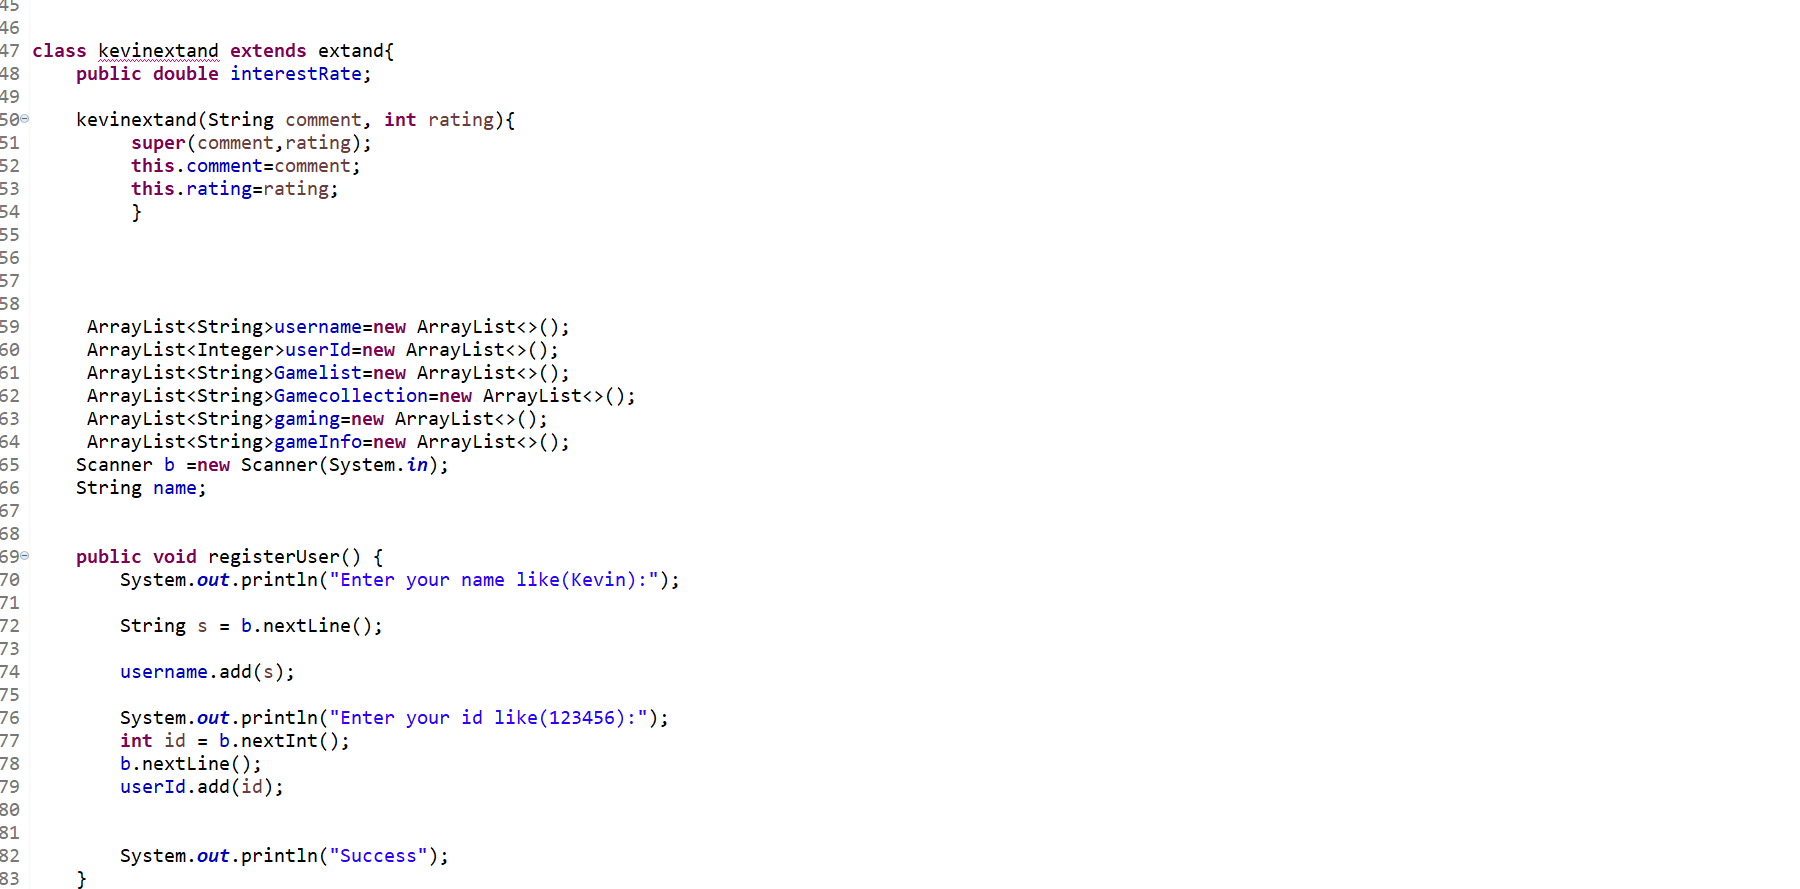 45
46
47 class kevinextand extends extand{
48 public double interestRate;
49
50 kevinextand(String comment, int rating){
51 super(comment,rating);
52 this.comment=comment;
53 this.rating=rating;
54 }
55
56
57
58
59 ArrayList<String>username=new ArrayList<>();
60 ArrayList<Integer>userId=new ArrayList<>();
61 ArrayList<String>Gamelist=new ArrayList<>();
62 ArrayList<String>Gamecollection=new ArrayList<>();
63 ArrayList<String>gaming=new ArrayList<>();
64 ArrayList<String>gameInfo=new ArrayList<>();
65 Scanner b =new Scanner(System.in);
66 String name;
67
68
69 public void registerUser() {
70 System.out.println("Enter your name like(Kevin):");
71
72 String s = b.nextLine();
73
74 username.add(s);
75
76 System.out.println("Enter your id like(123456):");
77 int id = b.nextInt();
78 b.nextLine();
79 userId.add(id);
80
81
82 System.out.println("Success");
83 }